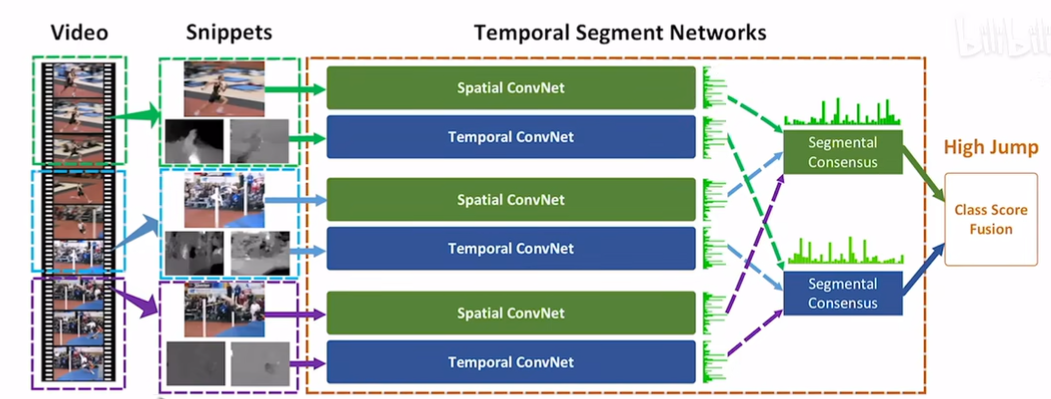 Video
Snippets
Temporal Segment Networks
bilibili
Spatial ConvNet
Temporal ConvNet
Segmental
Consensus
High Jump
Spatial ConvNet
Temporal ConvNet
Class Score
Fusion
Segmental
Consensus
Spatial ConvNet
Temporal ConvNet